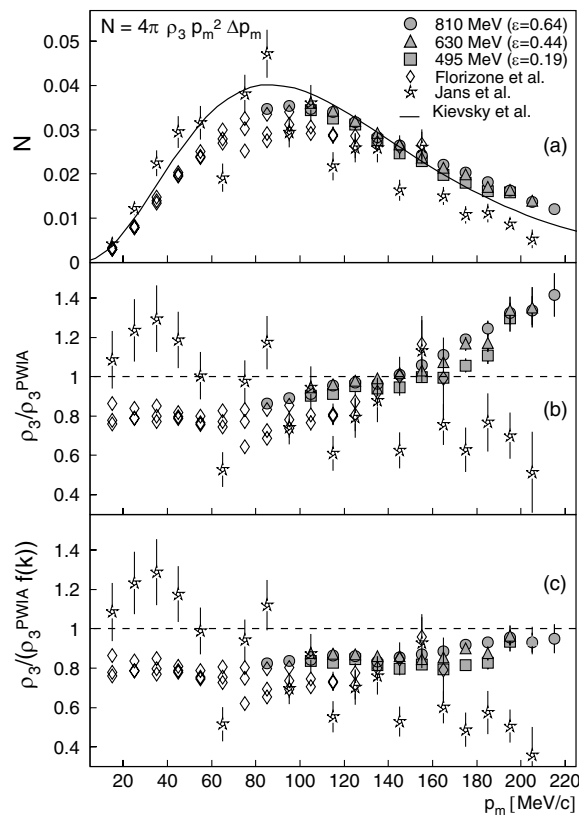 N = 4π ρ₃ pₘ² Δpₘ
810 MeV (ε=0.64)
630 MeV (ε=0.44)
495 MeV (ε=0.19)
Florizone et al.
Jans et al.
Kievsky et al.
(a)
N
0.05
0.04
0.03
0.02
0.01
0
(b)
ρ₃/ρ₃ᴾᵂᴵᴬ
1.4
1.2
1
0.8
0.6
0.4
(c)
ρ₃/(ρ₃ᴾᵂᴵᴬ f(k))
1.4
1.2
1
0.8
0.6
0.4
20 40 60 80 100 120 140 160 180 200 220
pₘ [MeV/c]